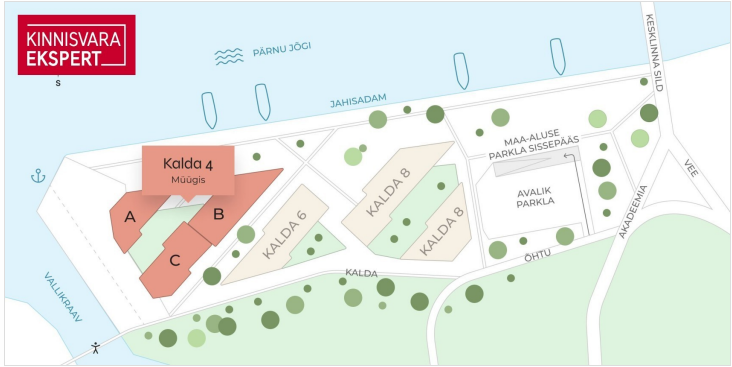 KINNISVARA
EKSPERT
S
PÄRNU JÕGI
JAHISADAM
KESKLINNA SILD
MAA-ALUSE
PARKLA SISSEPÄÄS
Kalda 4
Müügis
A
B
C
KALDA 6
KALDA 8
KALDA 8
AVALIK
PARKLA
VEE
AKADEEMIA
ÕHTU
KALDA
VALLIKRAAV